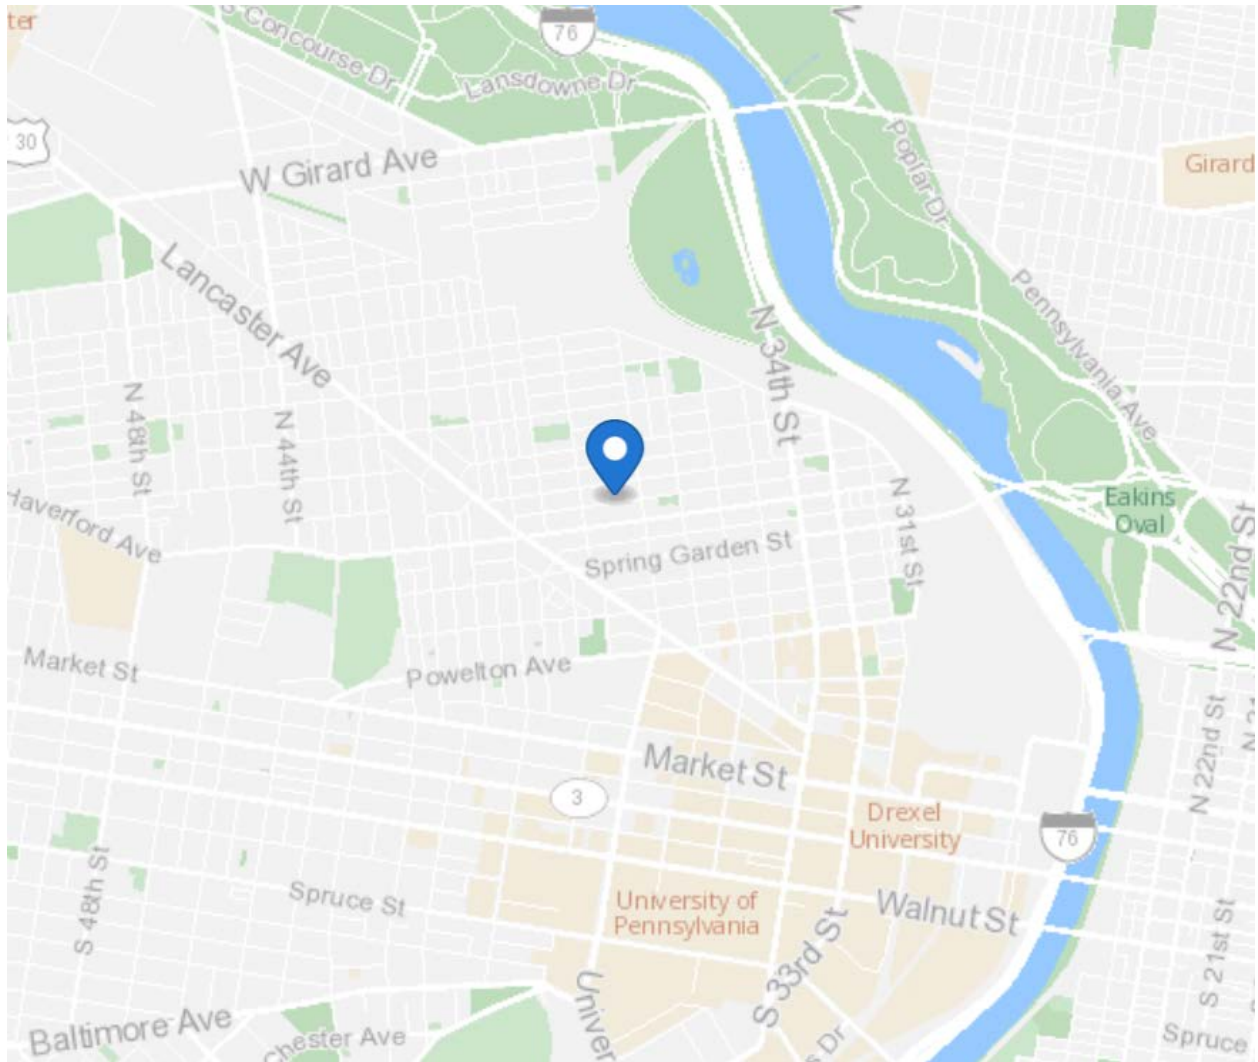 ter
76
S Concourse Dr
Lansdowne Dr
30
W Girard Ave
Poplar Dr
Girard
Lancaster Ave
Pennsylvania Ave
N 34th St
N 48th St
N 44th St
N 31st St
Eakins
Oval
Haverford Ave
Spring Garden St
N 22nd St
Market St
Powelton Ave
N 22nd St
Market St
3
Drexel
University
76
Spruce St
University of
Pennsylvania
Walnut St
S 48th St
S 33rd St
S 21st St
Univer
Baltimore Ave
Chester Ave
s Dr
Spruce